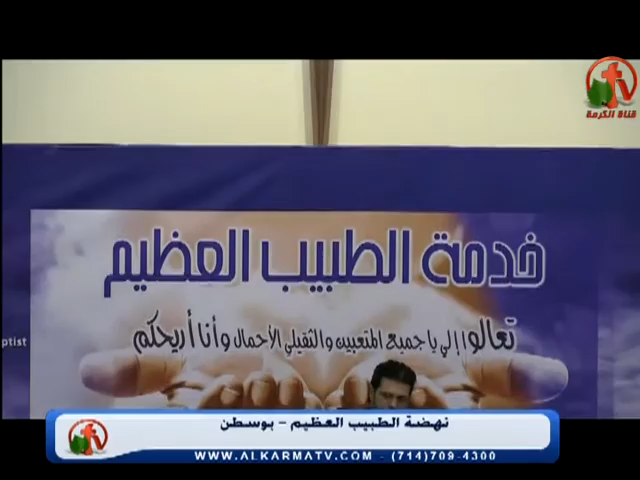 قناة الكرمة
خدمة الطبيب العظيم
تعالوا إلي يا جميع المتعبين والثقيلي الأحمال وأنا أريحكم
ptist
نهضة الطبيب العظيم - بوسطن
WWW.ALKARMATV.COM - (714)709-4300